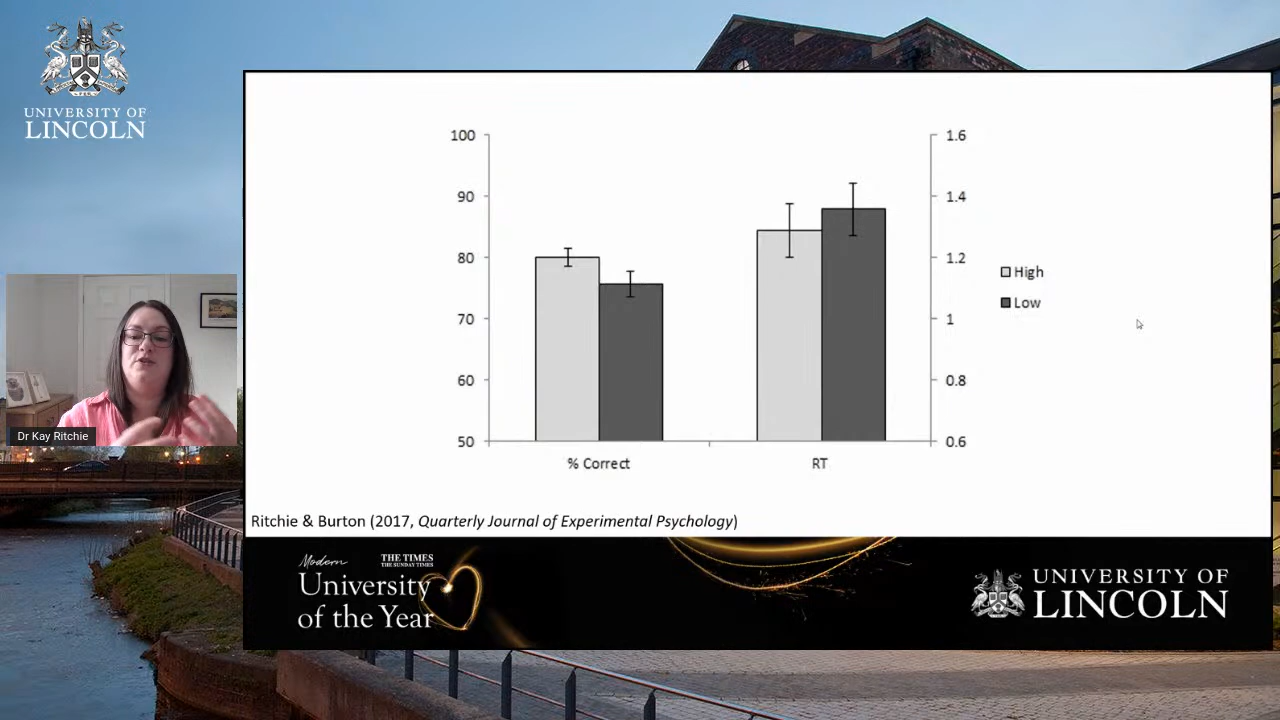 UNIVERSITY OF
LINCOLN
100
90
80
70
60
50
1.6
1.4
1.2
1
0.8
0.6
% Correct
RT
High
Low
Dr Kay Ritchie
Ritchie & Burton (2017, Quarterly Journal of Experimental Psychology)
Modern
THE TIMES
THE SUNDAY TIMES
University
of the Year
UNIVERSITY OF
LINCOLN